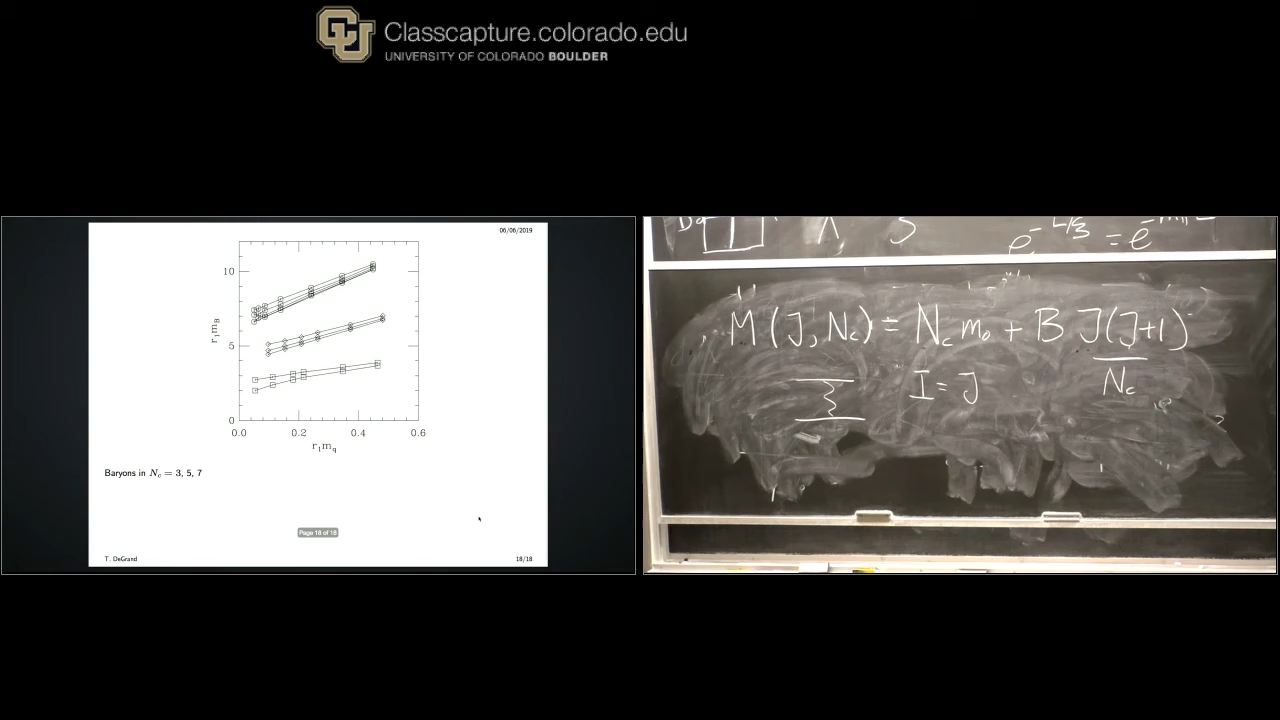 CU Classcapture.colorado.edu
UNIVERSITY OF COLORADO BOULDER
06/06/2019
10
5
0
r₁m_B
0.0 0.2 0.4 0.6
r₁m_q
Baryons in N_c = 3, 5, 7
Page 18 of 18
T. DeGrand
18/18
e^{-L/ξ} = e
M(J, N_c) = N_c m_0 + B J(J+1)
I = J
N_c